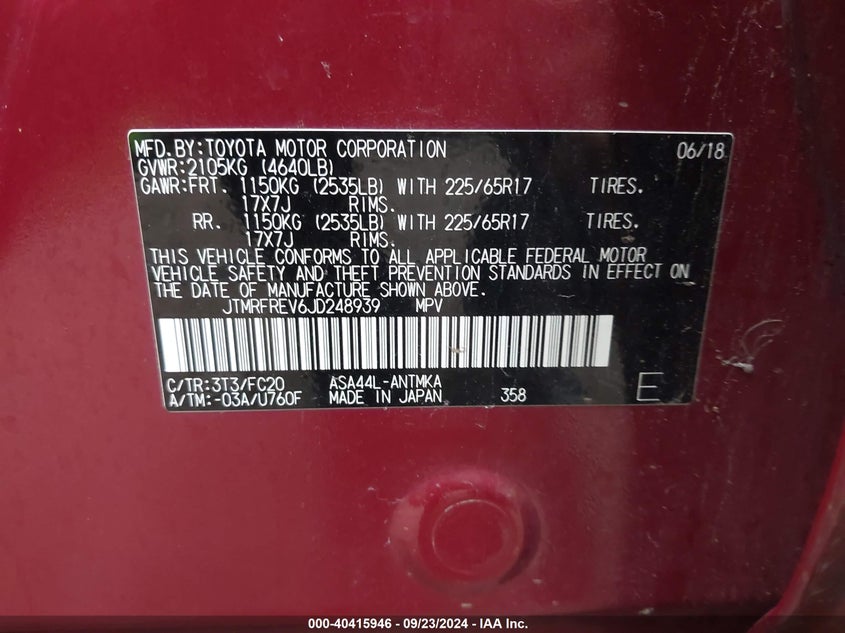 MFD.BY:TOYOTA MOTOR CORPORATION 06/18
GVWR:2105KG (4640LB)
GAWR:FRT. 1150KG (2535LB) WITH 225/65R17 TIRES.
17X7J RIMS.
RR. 1150KG (2535LB) WITH 225/65R17 TIRES.
17X7J RIMS.
THIS VEHICLE CONFORMS TO ALL APPLICABLE FEDERAL MOTOR
VEHICLE SAFETY AND THEFT PREVENTION STANDARDS IN EFFECT ON
THE DATE OF MANUFACTURE SHOWN ABOVE.
JTMRFREV6JD248939 MPV
C/TR:3T3/FC20 ASA44L-ANTMKA
A/TM:-03A/U760F MADE IN JAPAN 358 E
000-40415946 - 09/23/2024 - IAA Inc.